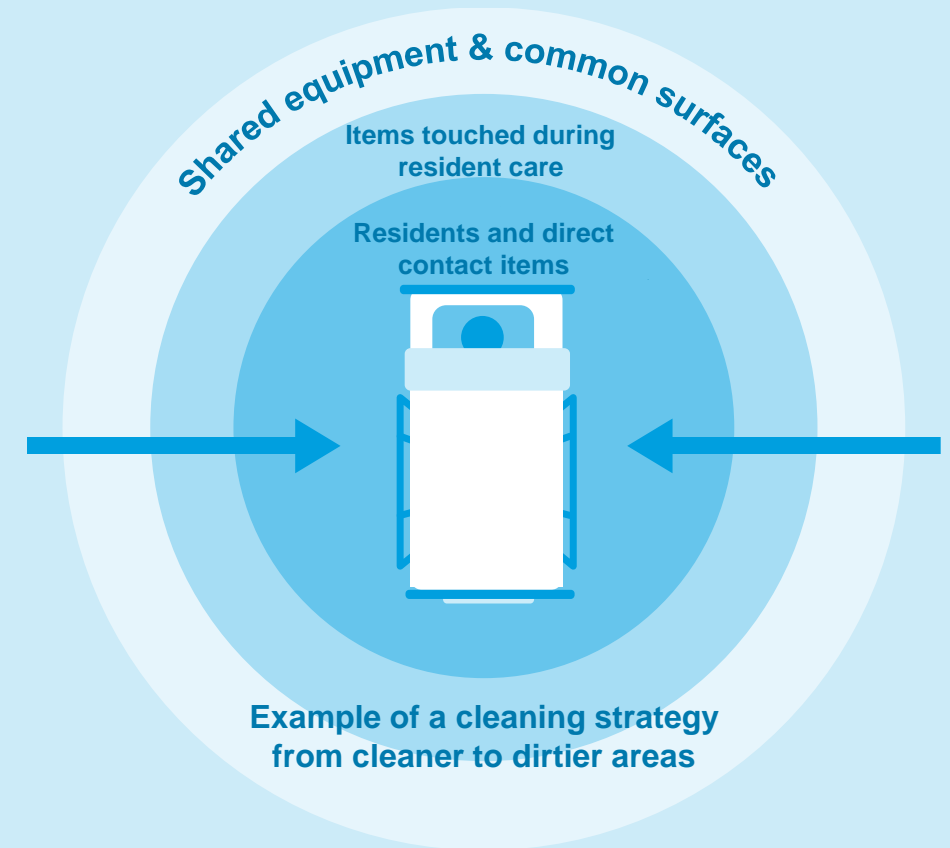 Shared equipment & common surfaces
Items touched during
resident care
Residents and direct
contact items
Example of a cleaning strategy
from cleaner to dirtier areas